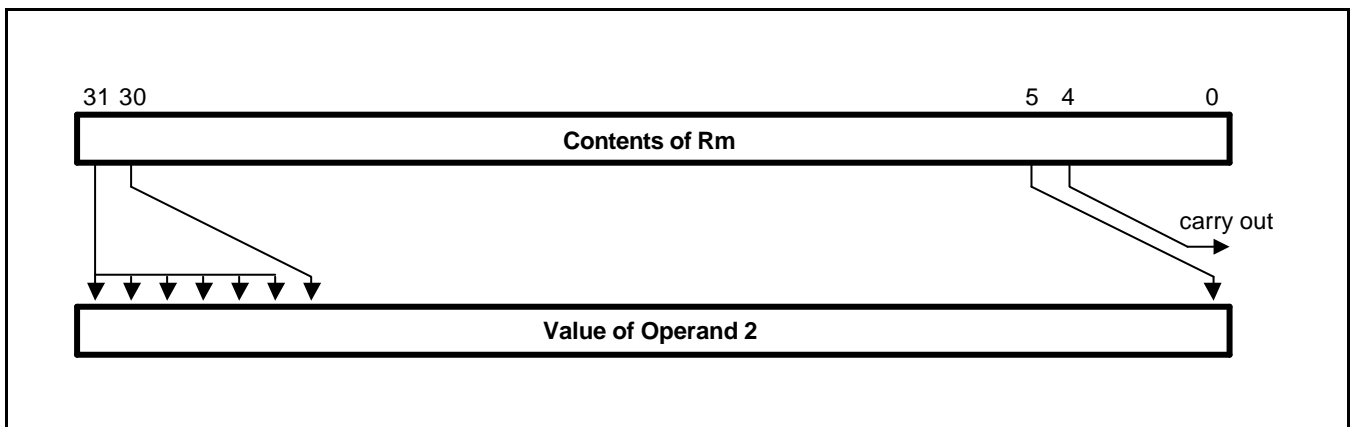 31 30 5 4 0
Contents of Rm
carry out
Value of Operand 2